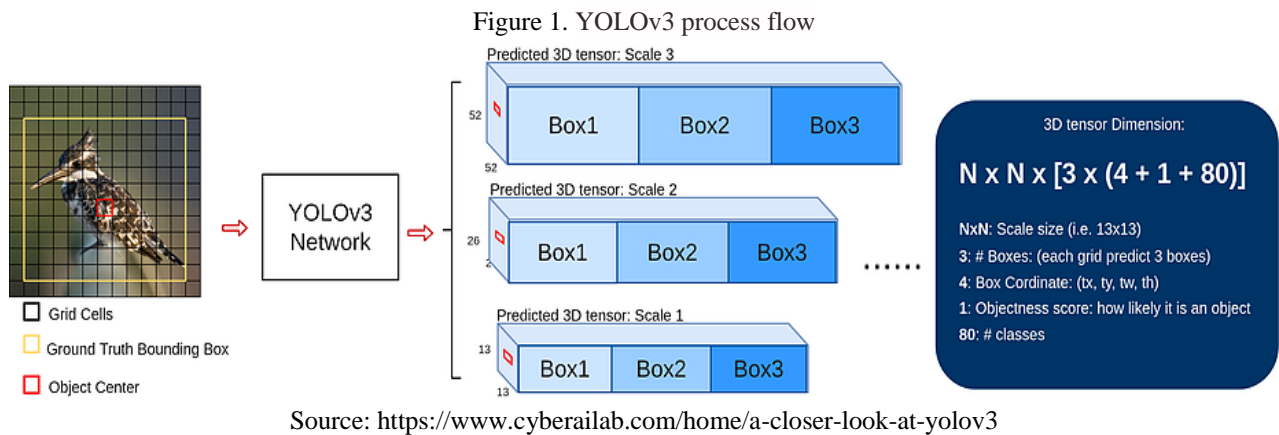 Figure 1. YOLOv3 process flow
Predicted 3D tensor: Scale 3
52
52
Box1
Box2
Box3
YOLOv3
Network
Predicted 3D tensor: Scale 2
26
2
Box1
Box2
Box3
......
Predicted 3D tensor: Scale 1
13
13
Box1
Box2
Box3
Grid Cells
Ground Truth Bounding Box
Object Center
3D tensor Dimension:
N x N x [3 x (4 + 1 + 80)]
NxN: Scale size (i.e. 13x13)
3: # Boxes: (each grid predict 3 boxes)
4: Box Cordinate: (tx, ty, tw, th)
1: Objectness score: how likely it is an object
80: # classes
Source: https://www.cyberailab.com/home/a-closer-look-at-yolov3